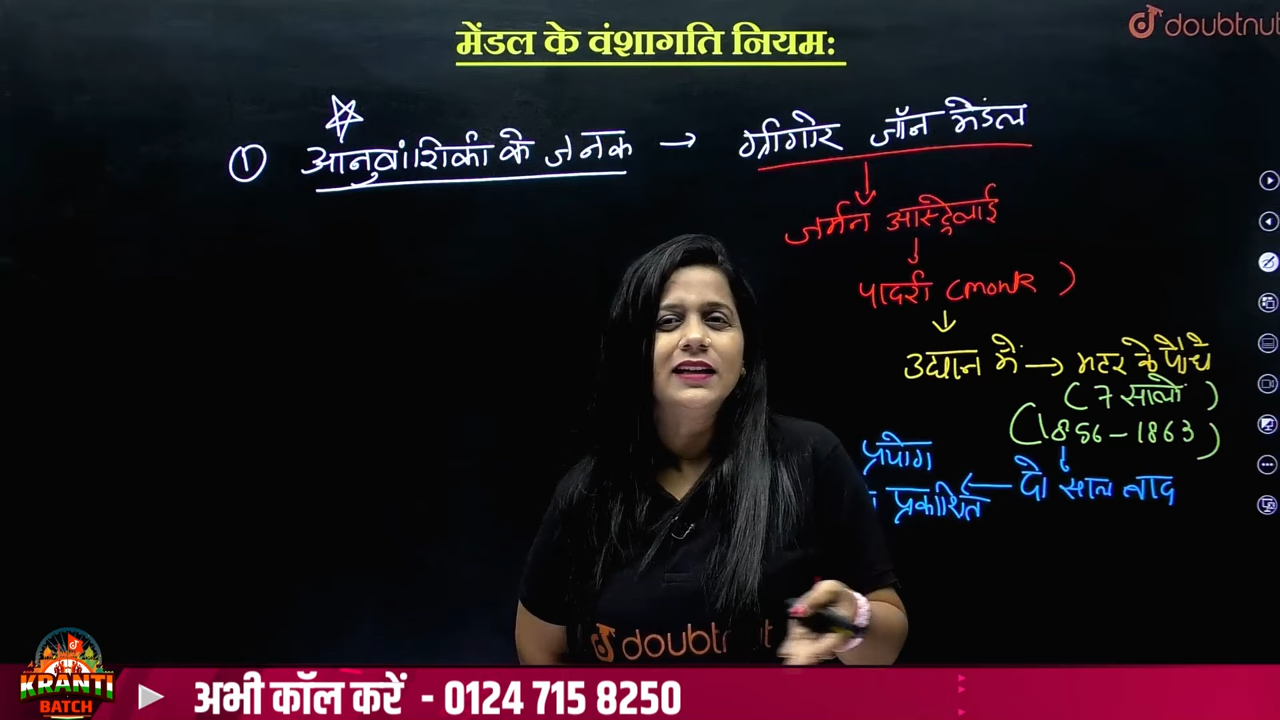 मेंडल के वंशागति नियम:
doubtnut
① आनुवांशिकी के जनक → ग्रीगोर जॉन मेंडल
जर्मन आस्ट्रेलाई
पादरी (monk)
उद्यान में → मटर के पौधे
(7 सालों)
(1856-1863)
दो साल बाद
प्रयोग
प्रकाशित
doubtnut
KRANTI
BATCH
अभी कॉल करें - 0124 715 8250